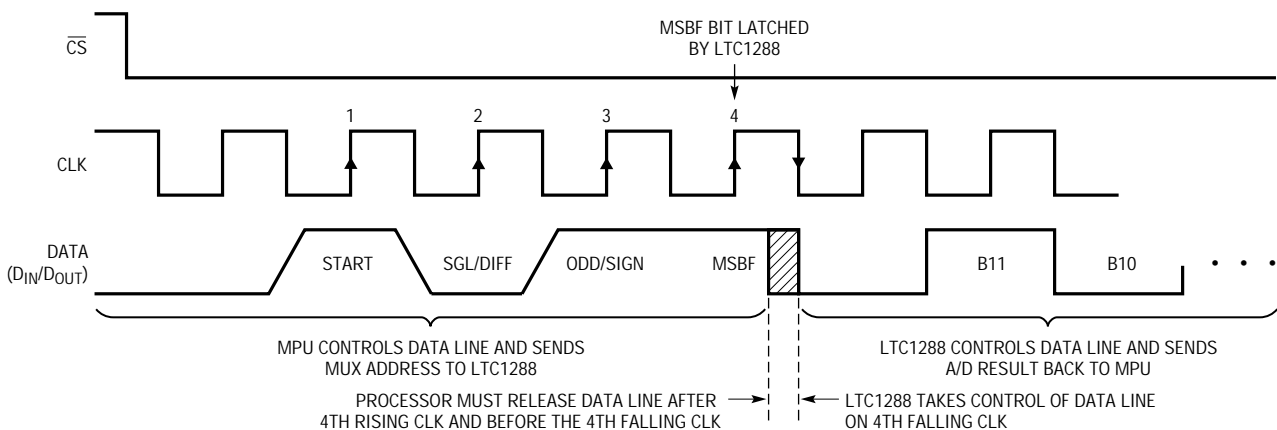 MSBF BIT LATCHED
BY LTC1288
CS
1 2 3 4
CLK
DATA
(DIN/DOUT)
START SGL/DIFF ODD/SIGN MSBF B11 B10 • • •
MPU CONTROLS DATA LINE AND SENDS
MUX ADDRESS TO LTC1288
LTC1288 CONTROLS DATA LINE AND SENDS
A/D RESULT BACK TO MPU
PROCESSOR MUST RELEASE DATA LINE AFTER
4TH RISING CLK AND BEFORE THE 4TH FALLING CLK
LTC1288 TAKES CONTROL OF DATA LINE
ON 4TH FALLING CLK